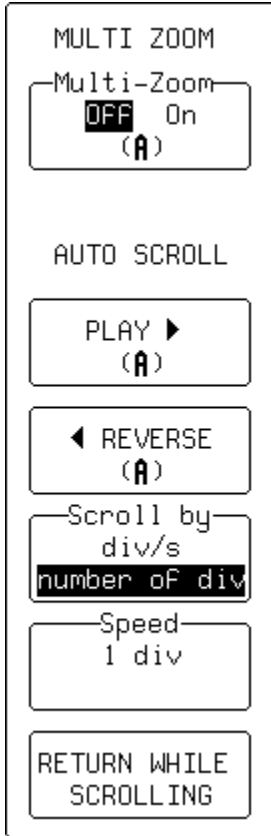 MULTI ZOOM
Multi-Zoom
OFF On
(A)
AUTO SCROLL
PLAY ▶
(A)
◀ REVERSE
(A)
Scroll by
div/s
number of div
Speed
1 div
RETURN WHILE
SCROLLING